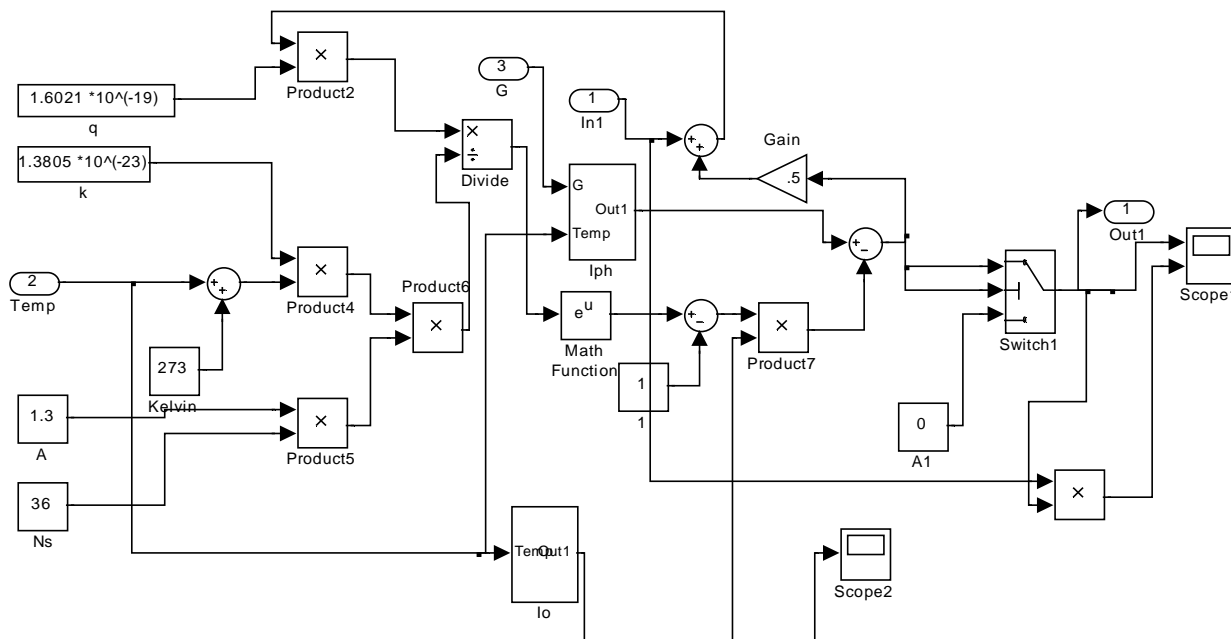 ×
Product2
1.6021 *10^(-19)
q
1.3805 *10^(-23)
k
3
G
1
In1
×
÷
Divide
+
+
Gain
.5
G
Temp
Out1
Iph
+
−
1
Out1
Scope1
Switch1
2
Temp
+
+
×
Product4
Product6
×
273
Kelvin
e^u
Math
Function
+
−
×
Product7
1
1
1.3
A
×
Product5
0
A1
36
Ns
×
Temp
Out1
Io
Scope2